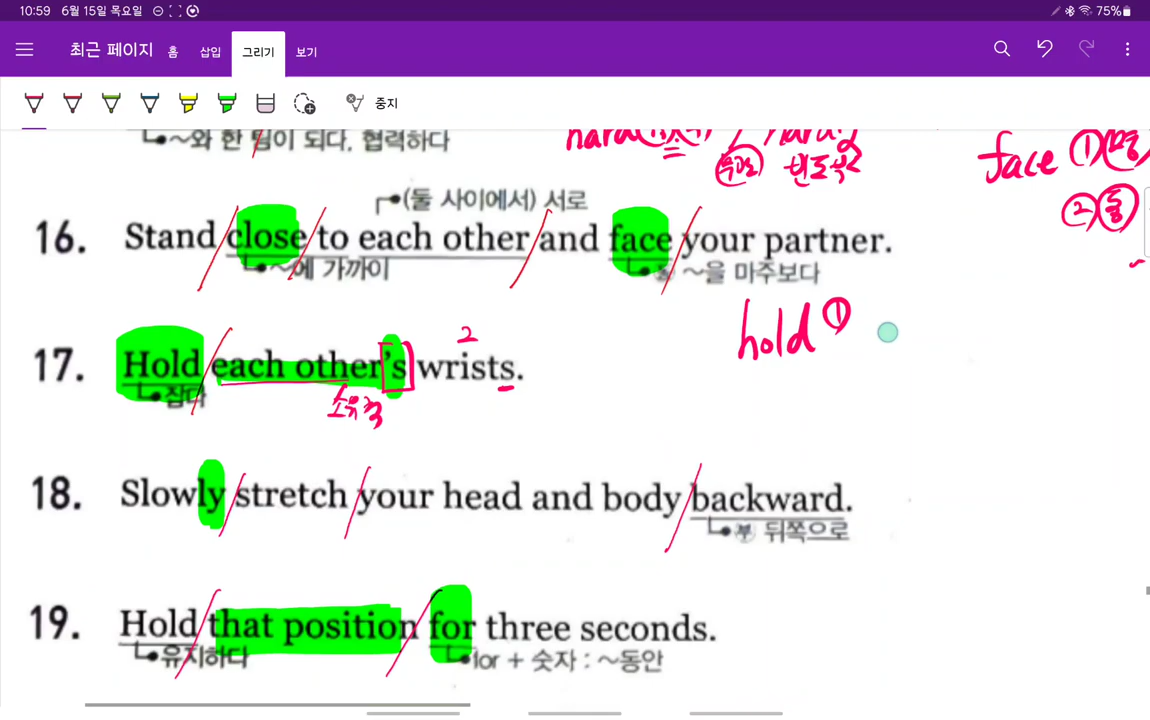 10:59 6월 15일 목요일 75%
최근 페이지 홈 삽입 그리기 보기
중지
~와 한 팀이 되다, 협력하다
face ①
②
(둘 사이에서) 서로
16. Stand close to each other and face your partner.
~에 가까이 ~을 마주보다
hold ①
2
17. Hold each other's wrists.
잡다
소유격
18. Slowly stretch your head and body backward.
부 뒤쪽으로
19. Hold that position for three seconds.
유지하다 for + 숫자 : ~동안